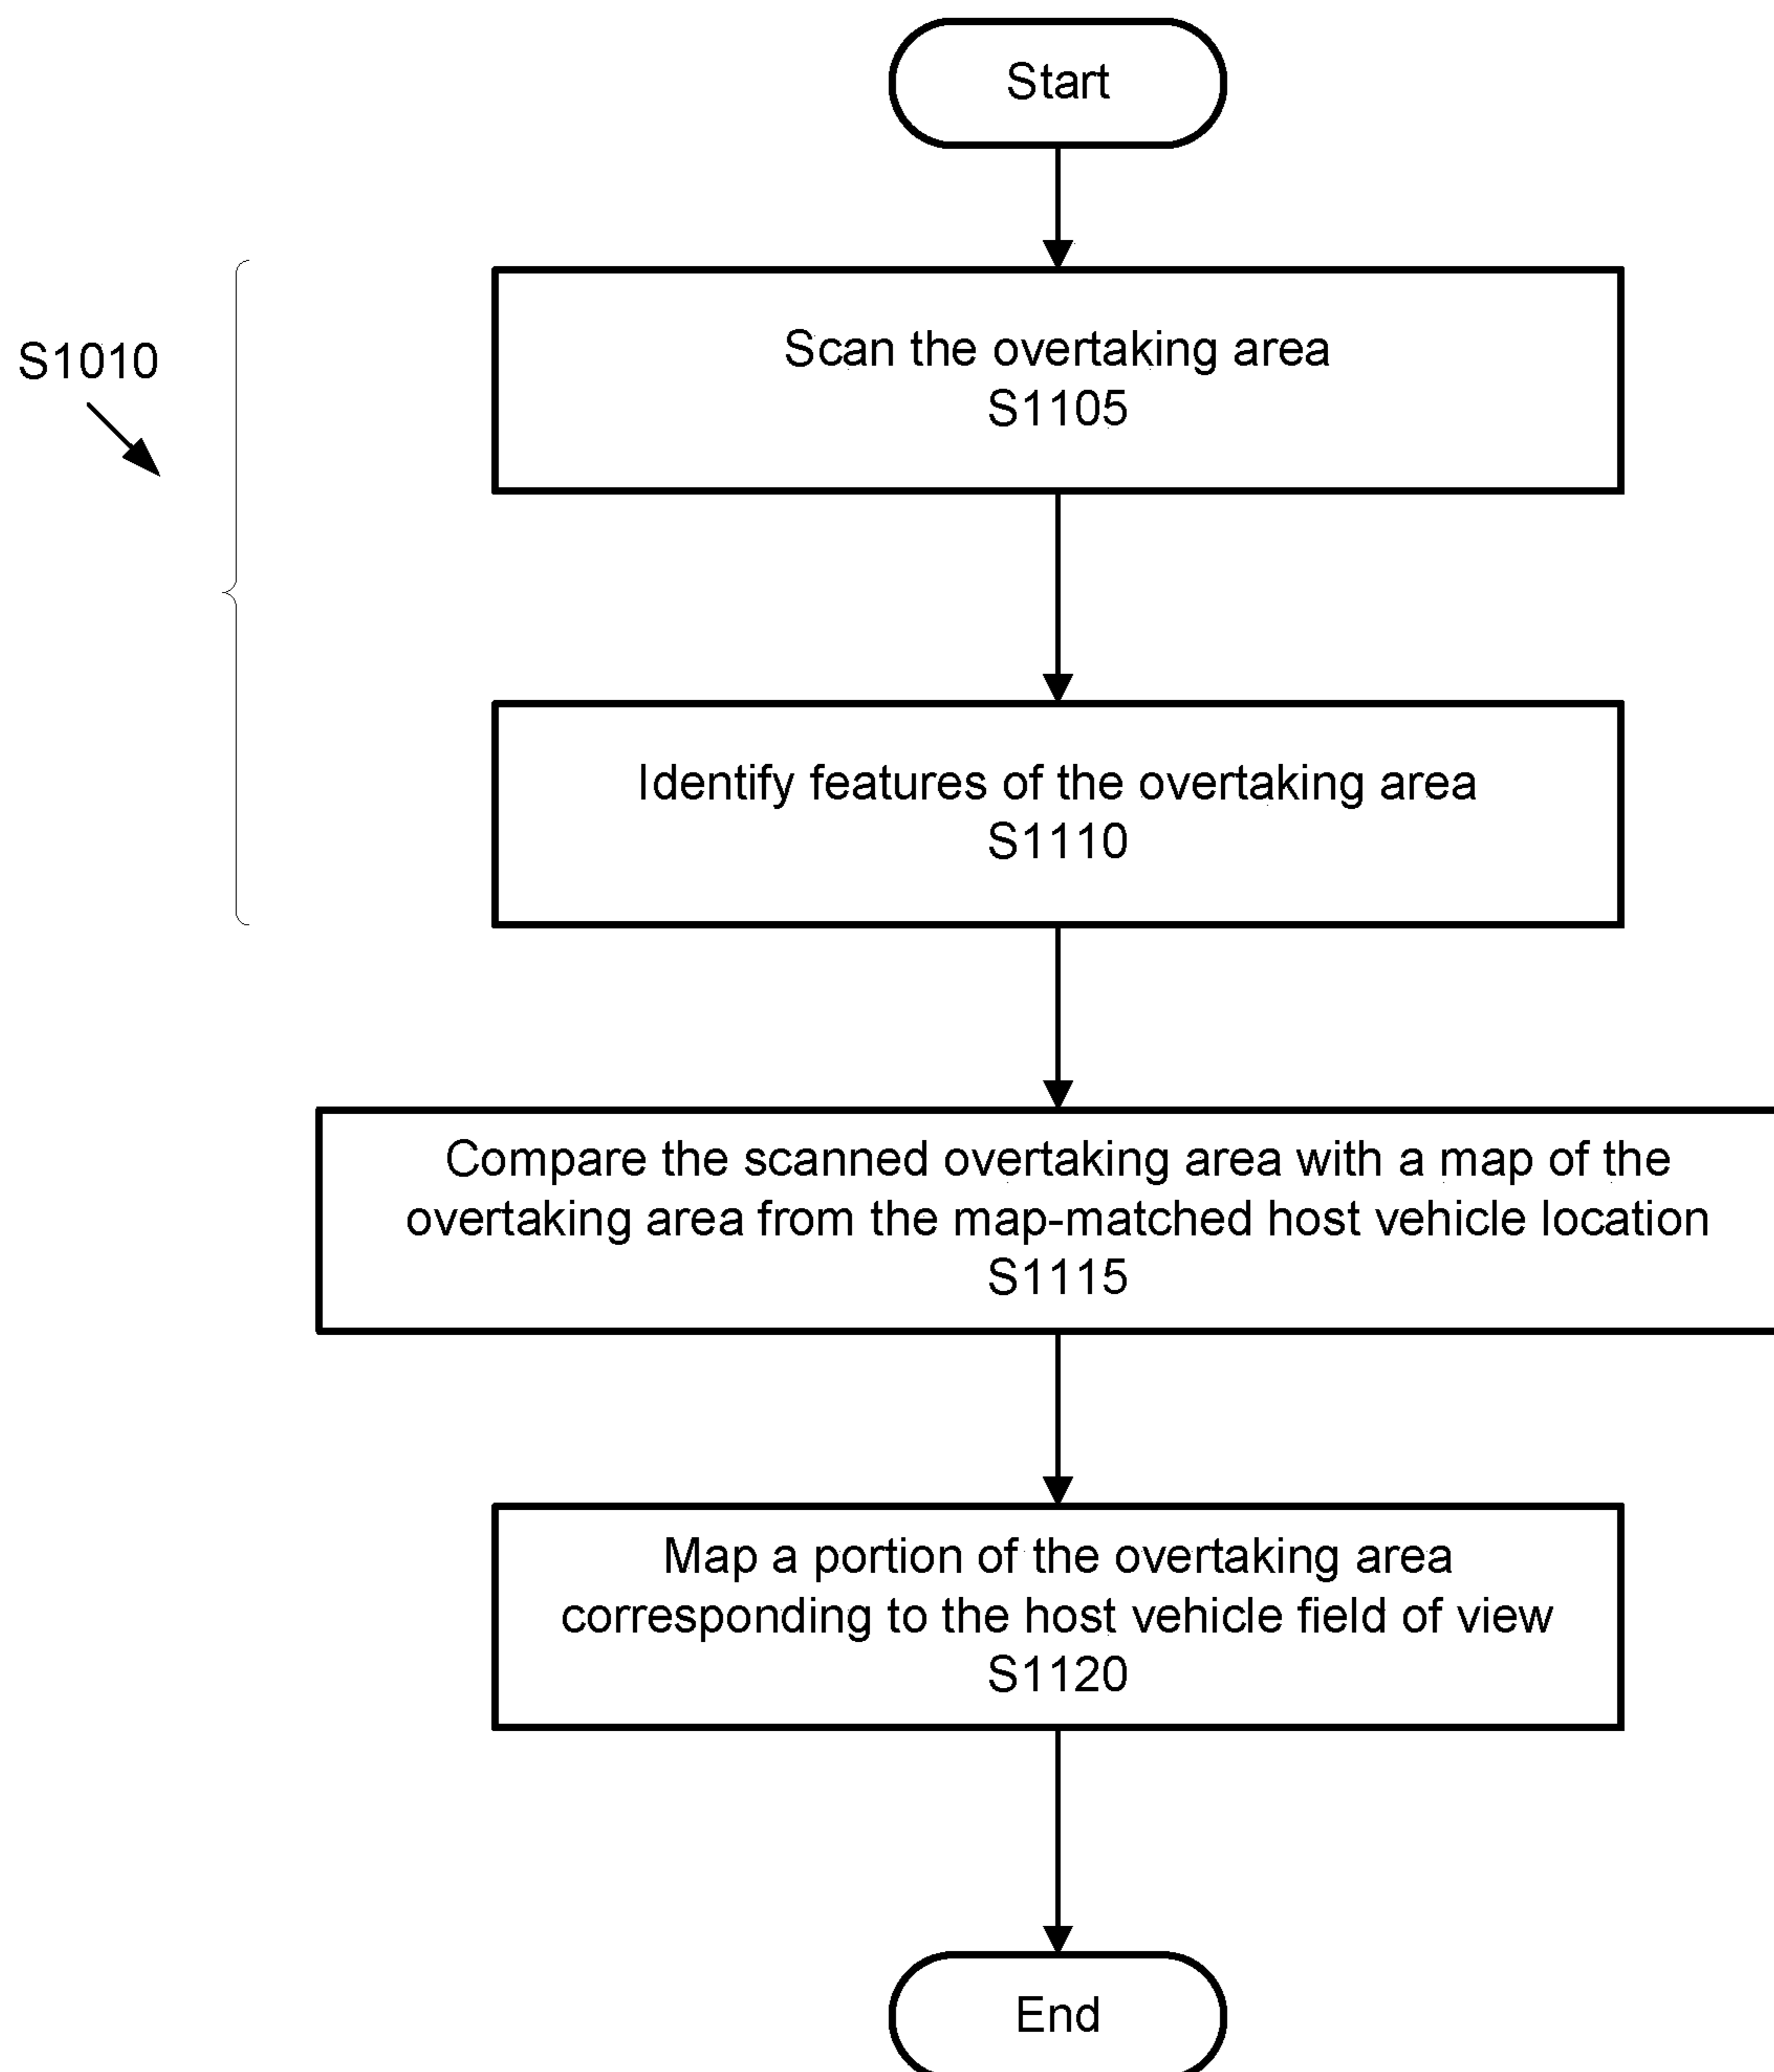 Start
S1010
Scan the overtaking area
S1105
Identify features of the overtaking area
S1110
Compare the scanned overtaking area with a map of the
overtaking area from the map-matched host vehicle location
S1115
Map a portion of the overtaking area
corresponding to the host vehicle field of view
S1120
End